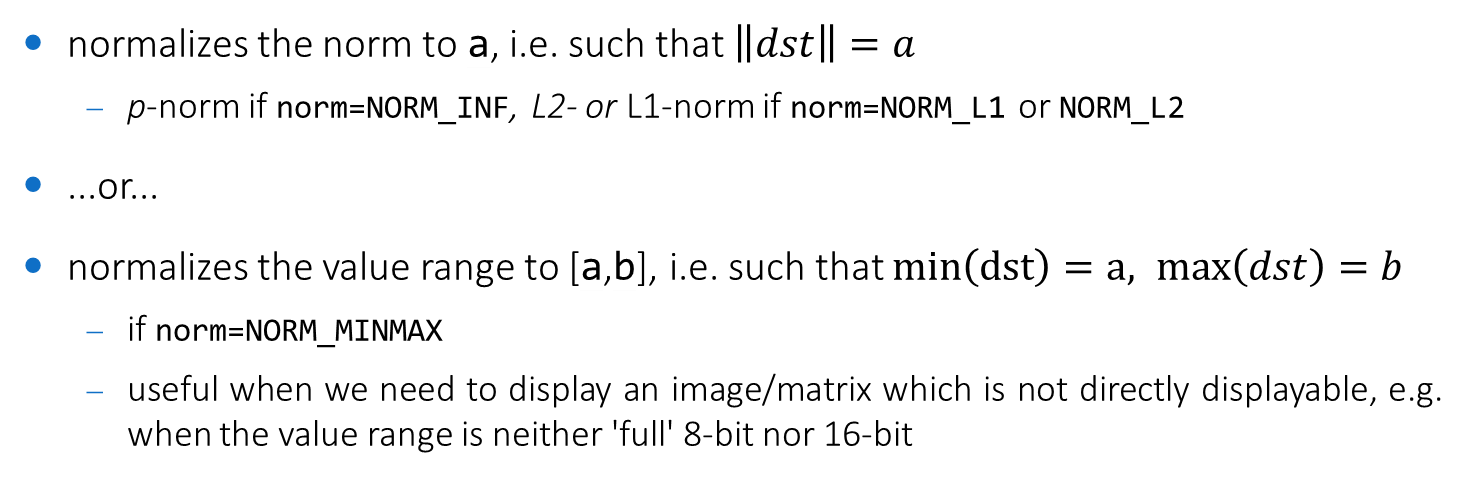 • normalizes the norm to a, i.e. such that ||dst|| = a
– p-norm if norm=NORM_INF, L2- or L1-norm if norm=NORM_L1 or NORM_L2
• ...or...
• normalizes the value range to [a,b], i.e. such that min(dst) = a, max(dst) = b
– if norm=NORM_MINMAX
– useful when we need to display an image/matrix which is not directly displayable, e.g.
when the value range is neither 'full' 8-bit nor 16-bit